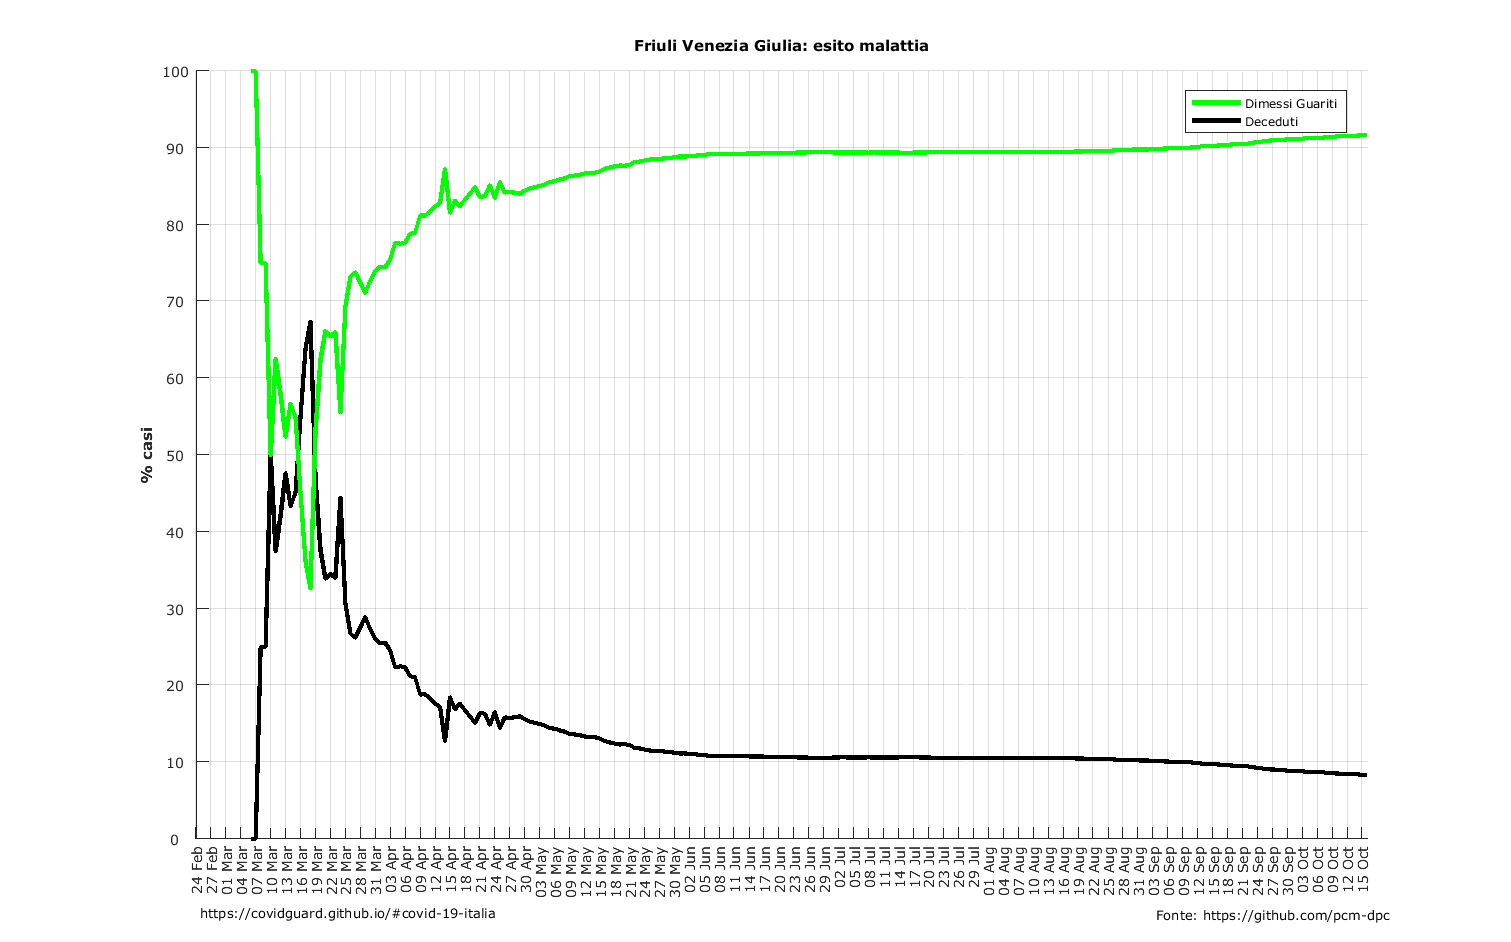 Friuli Venezia Giulia: esito malattia
100
90
80
70
60
50
40
30
20
10
0
% casi
Dimessi Guariti
Deceduti
24 Feb
27 Feb
01 Mar
04 Mar
07 Mar
10 Mar
13 Mar
16 Mar
19 Mar
22 Mar
25 Mar
28 Mar
31 Mar
03 Apr
06 Apr
09 Apr
12 Apr
15 Apr
18 Apr
21 Apr
24 Apr
27 Apr
30 Apr
03 May
06 May
09 May
12 May
15 May
18 May
21 May
24 May
27 May
30 May
02 Jun
05 Jun
08 Jun
11 Jun
14 Jun
17 Jun
20 Jun
23 Jun
26 Jun
29 Jun
02 Jul
05 Jul
08 Jul
11 Jul
14 Jul
17 Jul
20 Jul
23 Jul
26 Jul
29 Jul
01 Aug
04 Aug
07 Aug
10 Aug
13 Aug
16 Aug
19 Aug
22 Aug
25 Aug
28 Aug
31 Aug
03 Sep
06 Sep
09 Sep
12 Sep
15 Sep
18 Sep
21 Sep
24 Sep
27 Sep
30 Sep
03 Oct
06 Oct
09 Oct
12 Oct
15 Oct
https://covidguard.github.io/#covid-19-italia
Fonte: https://github.com/pcm-dpc